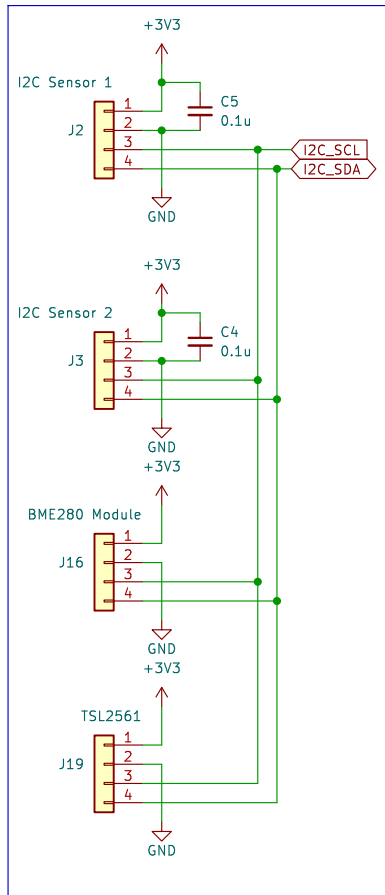 +3V3
I2C Sensor 1
C5
0.1u
J2
1
2
3
4
I2C_SCL
I2C_SDA
GND
+3V3
I2C Sensor 2
C4
0.1u
J3
1
2
3
4
GND
+3V3
BME280 Module
J16
1
2
3
4
GND
+3V3
TSL2561
J19
1
2
3
4
GND